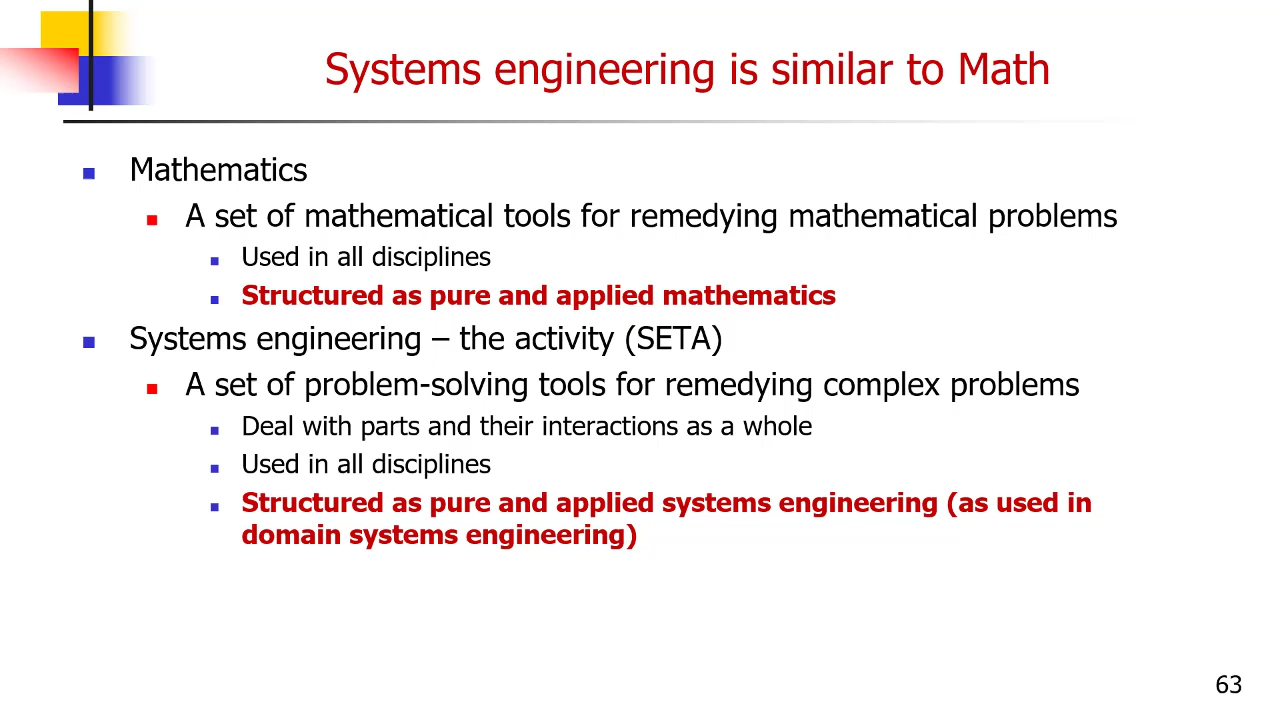 Systems engineering is similar to Math
Mathematics
A set of mathematical tools for remedying mathematical problems
Used in all disciplines
Structured as pure and applied mathematics
Systems engineering – the activity (SETA)
A set of problem-solving tools for remedying complex problems
Deal with parts and their interactions as a whole
Used in all disciplines
Structured as pure and applied systems engineering (as used in
domain systems engineering)
63